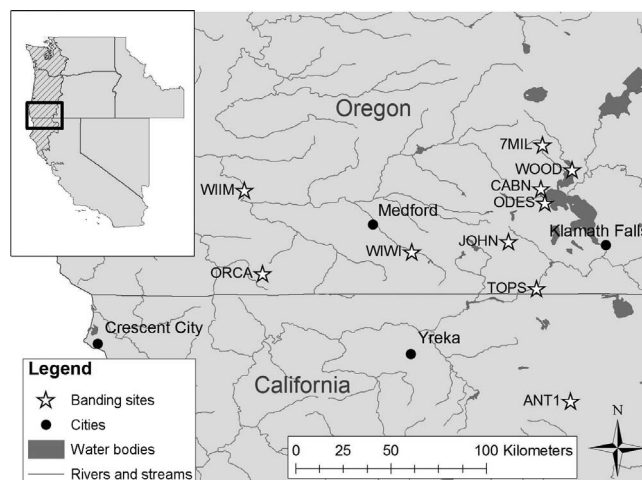 Oregon
7MIL
WOOD
CABN
ODES
WIIM
Medford
Klamath Falls
JOHN
WIWI
ORCA
TOPS
Crescent City
Yreka
California
ANT1
Legend
Banding sites
Cities
Water bodies
Rivers and streams
0 25 50 100 Kilometers
N